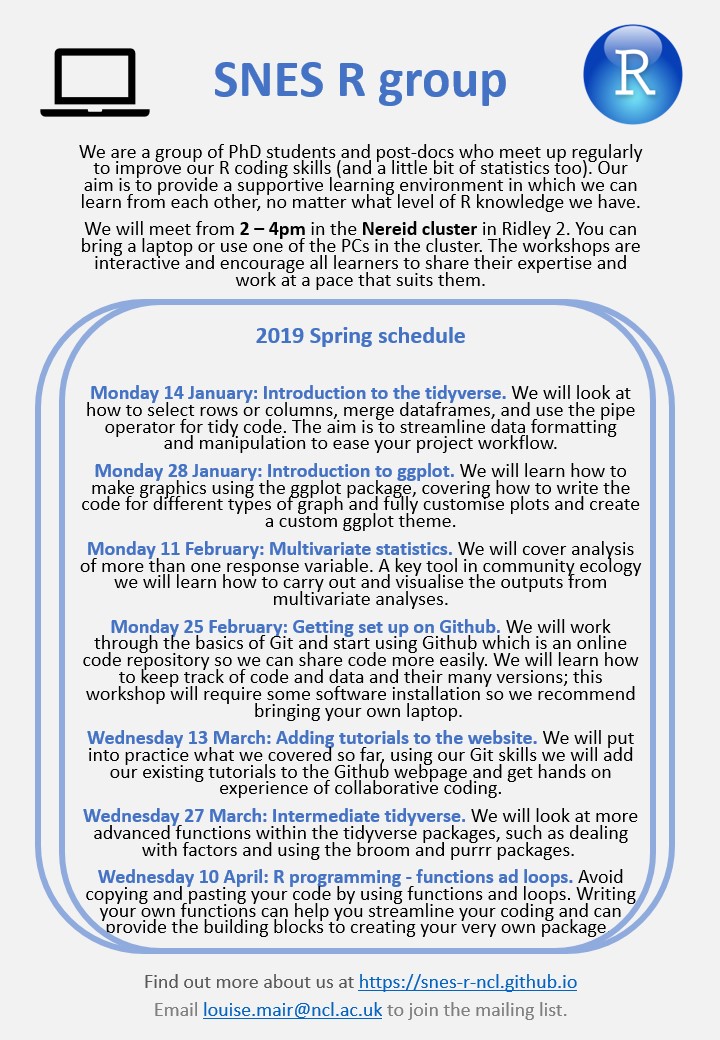 SNES R group
R
We are a group of PhD students and post-docs who meet up regularly
to improve our R coding skills (and a little bit of statistics too). Our
aim is to provide a supportive learning environment in which we can
learn from each other, no matter what level of R knowledge we have.
We will meet from 2 – 4pm in the Nereid cluster in Ridley 2. You can
bring a laptop or use one of the PCs in the cluster. The workshops are
interactive and encourage all learners to share their expertise and
work at a pace that suits them.
2019 Spring schedule
Monday 14 January: Introduction to the tidyverse. We will look at
how to select rows or columns, merge dataframes, and use the pipe
operator for tidy code. The aim is to streamline data formatting
and manipulation to ease your project workflow.
Monday 28 January: Introduction to ggplot. We will learn how to
make graphics using the ggplot package, covering how to write the
code for different types of graph and fully customise plots and create
a custom ggplot theme.
Monday 11 February: Multivariate statistics. We will cover analysis
of more than one response variable. A key tool in community ecology
we will learn how to carry out and visualise the outputs from
multivariate analyses.
Monday 25 February: Getting set up on Github. We will work
through the basics of Git and start using Github which is an online
code repository so we can share code more easily. We will learn how
to keep track of code and data and their many versions; this
workshop will require some software installation so we recommend
bringing your own laptop.
Wednesday 13 March: Adding tutorials to the website. We will put
into practice what we covered so far, using our Git skills we will add
our existing tutorials to the Github webpage and get hands on
experience of collaborative coding.
Wednesday 27 March: Intermediate tidyverse. We will look at more
advanced functions within the tidyverse packages, such as dealing
with factors and using the broom and purrr packages.
Wednesday 10 April: R programming - functions ad loops. Avoid
copying and pasting your code by using functions and loops. Writing
your own functions can help you streamline your coding and can
provide the building blocks to creating your very own package.
Find out more about us at https://snes-r-ncl.github.io
Email louise.mair@ncl.ac.uk to join the mailing list.